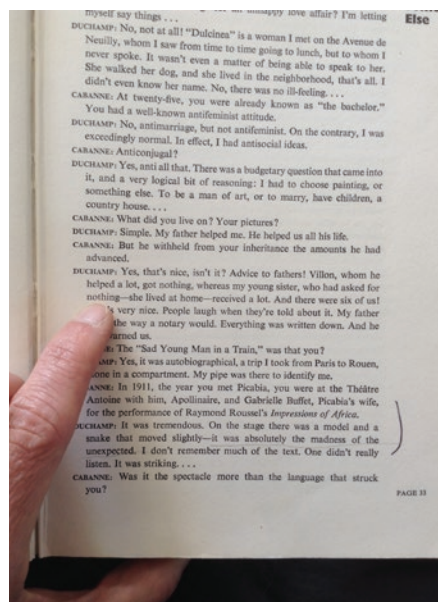 myself say things . . .
Else
DUCHAMP: No, not at all! "Dulcinea" is a woman I met on the Avenue de
Neuilly, whom I saw from time to time going to lunch, but to whom I
never spoke. It wasn't even a matter of being able to speak to her.
She walked her dog, and she lived in the neighborhood, that's all. I
didn't even know her name. No, there was no ill-feeling. . . .
CABANNE: At twenty-five, you were already known as "the bachelor."
You had a well-known antifeminist attitude.
DUCHAMP: No, antimarriage, but not antifeminist. On the contrary, I was
exceedingly normal. In effect, I had antisocial ideas.
CABANNE: Anticonjugal?
DUCHAMP: Yes, anti all that. There was a budgetary question that came into
it, and a very logical bit of reasoning: I had to choose painting, or
something else. To be a man of art, or to marry, have children, a
country house. . . .
CABANNE: What did you live on? Your pictures?
DUCHAMP: Simple. My father helped me. He helped us all his life.
CABANNE: But he withheld from your inheritance the amounts he had
advanced.
DUCHAMP: Yes, that's nice, isn't it? Advice to fathers! Villon, whom he
helped a lot, got nothing, whereas my young sister, who had asked for
nothing—she lived at home—received a lot. And there were six of us!
very nice. People laugh when they're told about it. My father
the way a notary would. Everything was written down. And he
warned us.
The "Sad Young Man in a Train," was that you?
Yes, it was autobiographical, a trip I took from Paris to Rouen,
alone in a compartment. My pipe was there to identify me.
CABANNE: In 1911, the year you met Picabia, you were at the Théâtre
Antoine with him, Apollinaire, and Gabrielle Buffet, Picabia's wife,
for the performance of Raymond Roussel's Impressions of Africa.
DUCHAMP: It was tremendous. On the stage there was a model and a
snake that moved slightly—it was absolutely the madness of the
unexpected. I don't remember much of the text. One didn't really
listen. It was striking. . . .
CABANNE: Was it the spectacle more than the language that struck
you?
PAGE 33